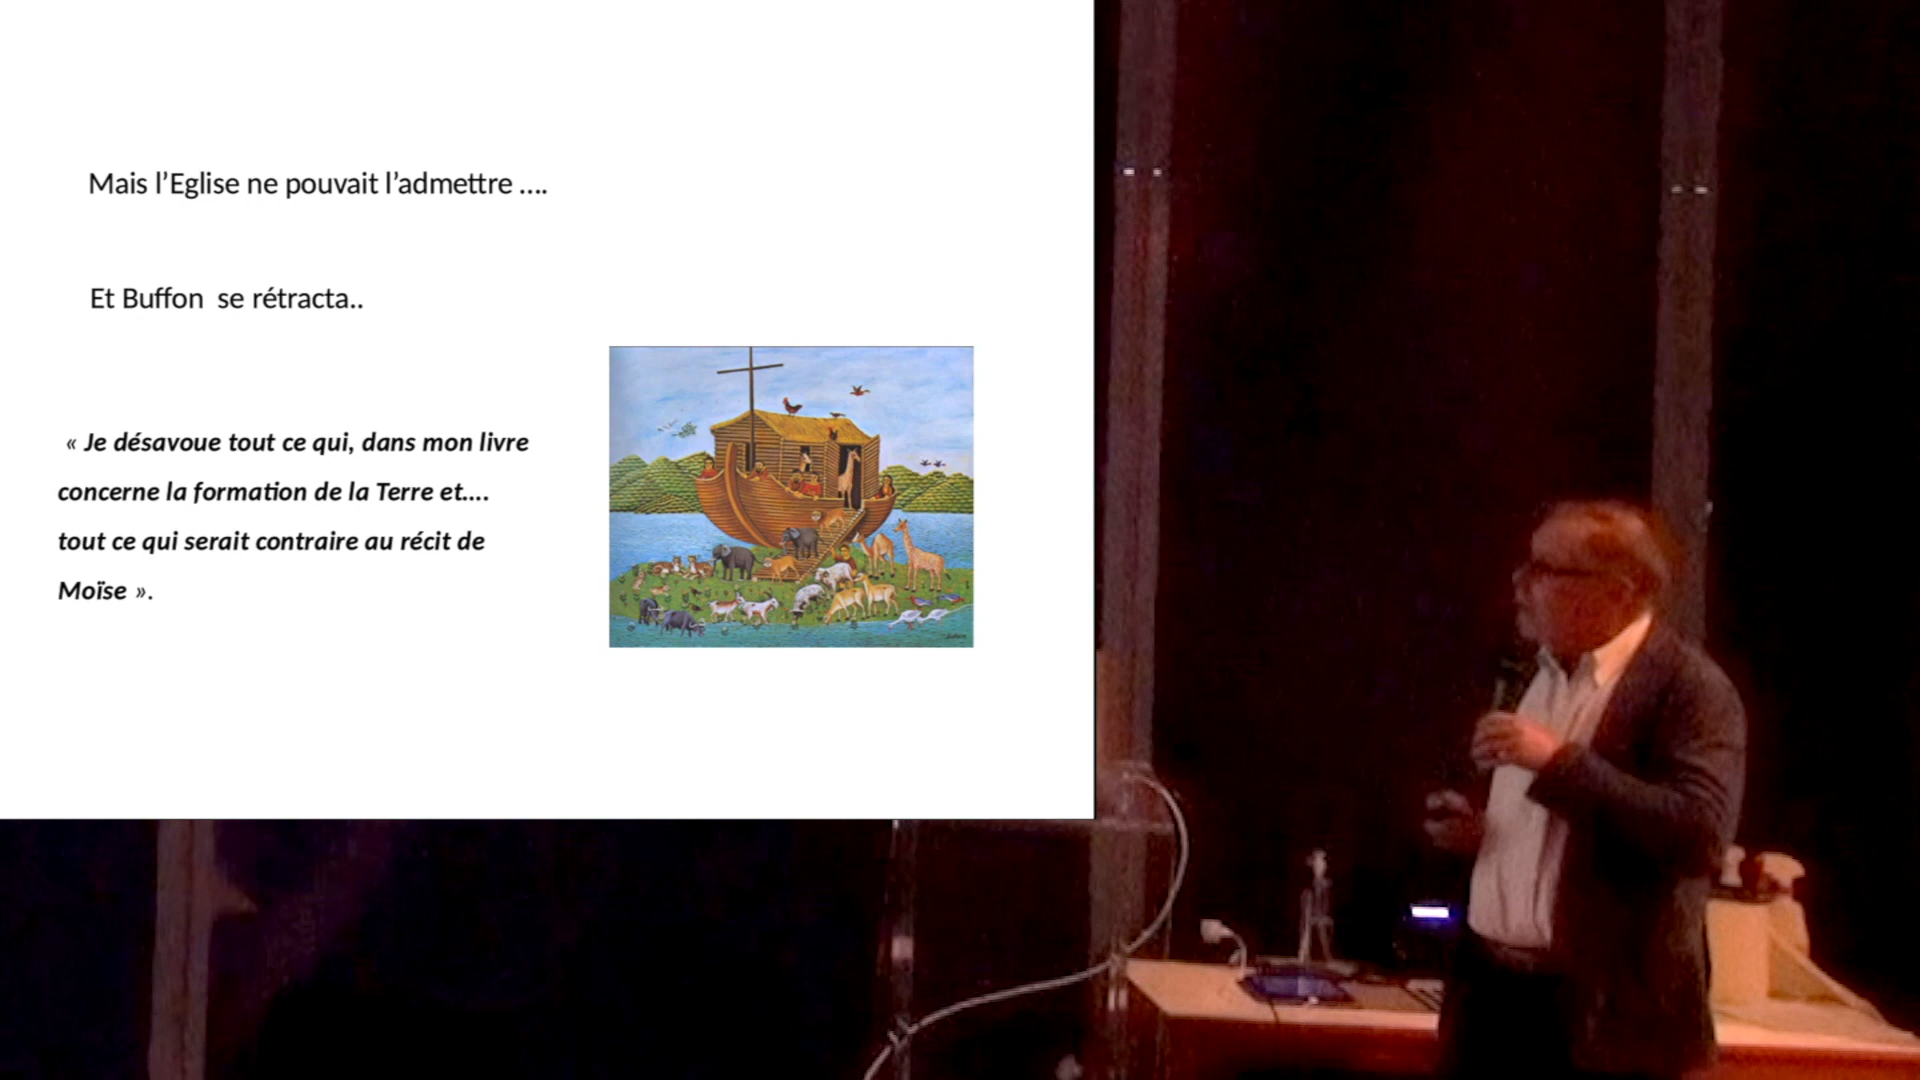 Mais l’Eglise ne pouvait l’admettre ....
Et Buffon  se rétracta..
« Je désavoue tout ce qui, dans mon livre
concerne la formation de la Terre et....
tout ce qui serait contraire au récit de
Moïse ».